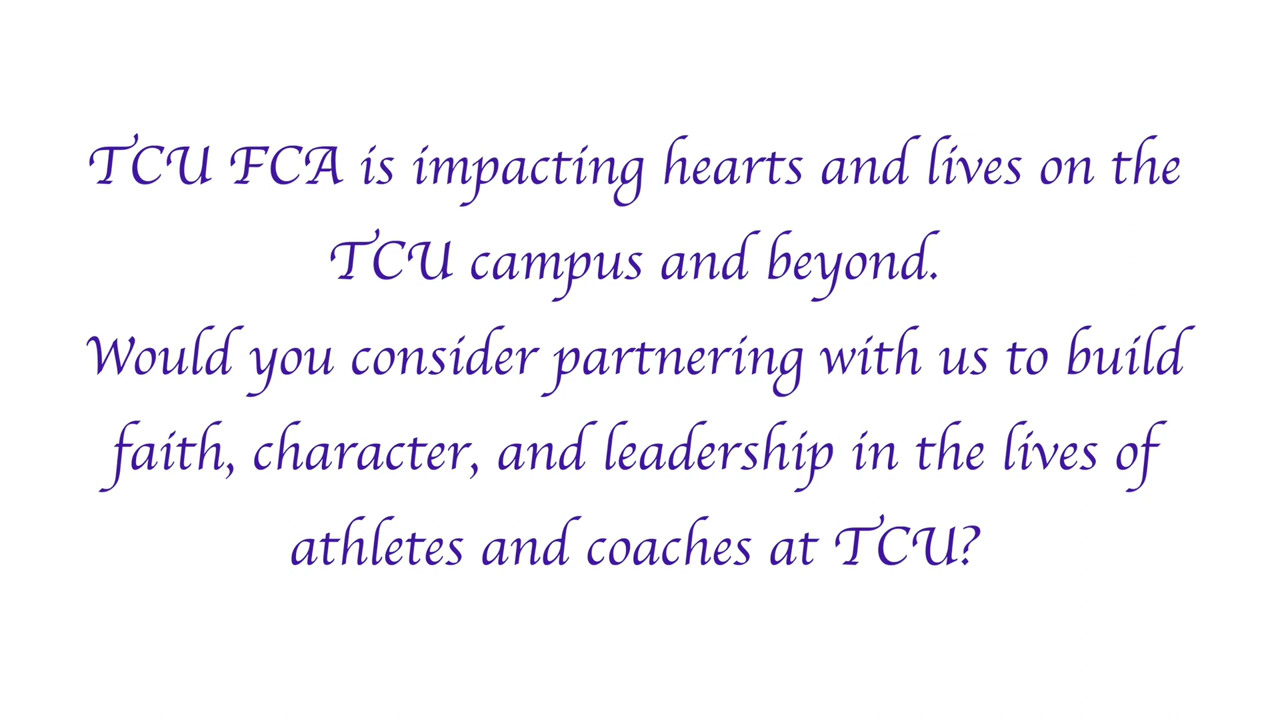 TCU FCA is impacting hearts and lives on the
TCU campus and beyond.
Would you consider partnering with us to build
faith, character, and leadership in the lives of
athletes and coaches at TCU?